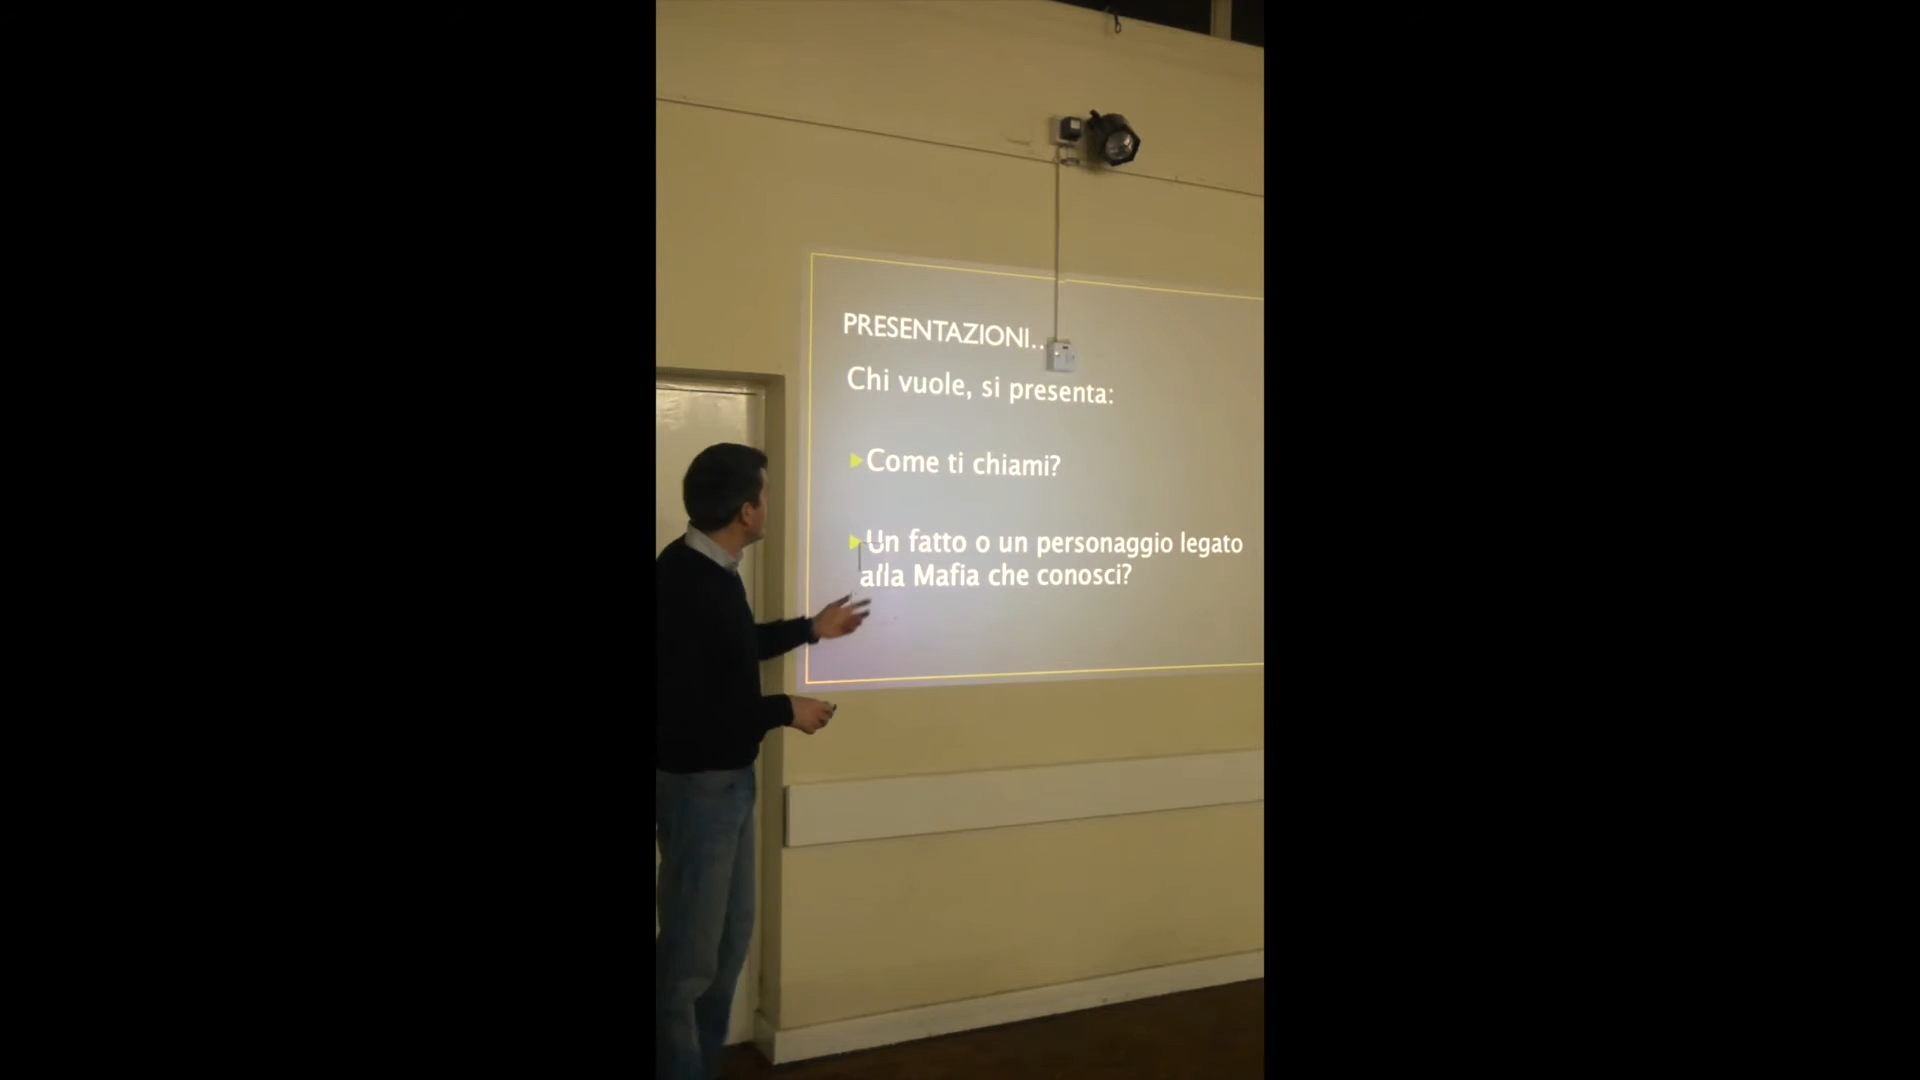 PRESENTAZIONI..
Chi vuole, si presenta:
Come ti chiami?
Un fatto o un personaggio legato
alla Mafia che conosci?